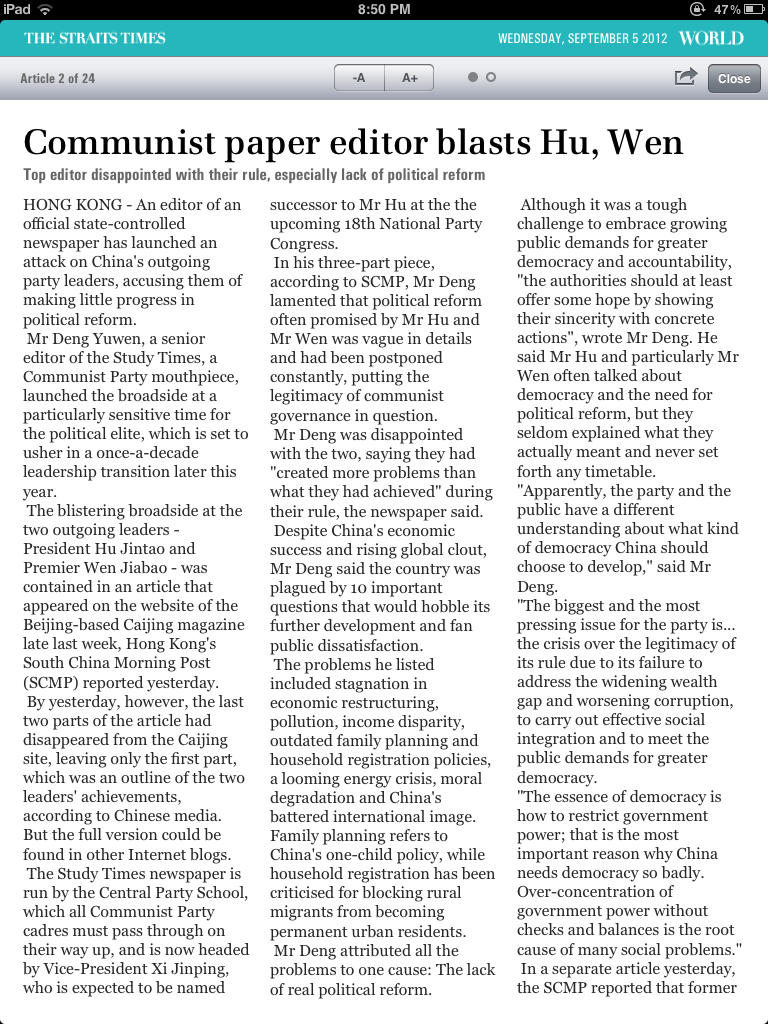 iPad
8:50 PM
47%
THE STRAITS TIMES
WEDNESDAY, SEPTEMBER 5 2012 WORLD
Article 2 of 24
-A
A+
Close
Communist paper editor blasts Hu, Wen
Top editor disappointed with their rule, especially lack of political reform
HONG KONG - An editor of an
official state-controlled
newspaper has launched an
attack on China's outgoing
party leaders, accusing them of
making little progress in
political reform.
Mr Deng Yuwen, a senior
editor of the Study Times, a
Communist Party mouthpiece,
launched the broadside at a
particularly sensitive time for
the political elite, which is set to
usher in a once-a-decade
leadership transition later this
year.
The blistering broadside at the
two outgoing leaders -
President Hu Jintao and
Premier Wen Jiabao - was
contained in an article that
appeared on the website of the
Beijing-based Caijing magazine
late last week, Hong Kong's
South China Morning Post
(SCMP) reported yesterday.
By yesterday, however, the last
two parts of the article had
disappeared from the Caijing
site, leaving only the first part,
which was an outline of the two
leaders' achievements,
according to Chinese media.
But the full version could be
found in other Internet blogs.
The Study Times newspaper is
run by the Central Party School,
which all Communist Party
cadres must pass through on
their way up, and is now headed
by Vice-President Xi Jinping,
who is expected to be named
successor to Mr Hu at the the
upcoming 18th National Party
Congress.
In his three-part piece,
according to SCMP, Mr Deng
lamented that political reform
often promised by Mr Hu and
Mr Wen was vague in details
and had been postponed
constantly, putting the
legitimacy of communist
governance in question.
Mr Deng was disappointed
with the two, saying they had
"created more problems than
what they had achieved" during
their rule, the newspaper said.
Despite China's economic
success and rising global clout,
Mr Deng said the country was
plagued by 10 important
questions that would hobble its
further development and fan
public dissatisfaction.
The problems he listed
included stagnation in
economic restructuring,
pollution, income disparity,
outdated family planning and
household registration policies,
a looming energy crisis, moral
degradation and China's
battered international image.
Family planning refers to
China's one-child policy, while
household registration has been
criticised for blocking rural
migrants from becoming
permanent urban residents.
Mr Deng attributed all the
problems to one cause: The lack
of real political reform.
Although it was a tough
challenge to embrace growing
public demands for greater
democracy and accountability,
"the authorities should at least
offer some hope by showing
their sincerity with concrete
actions", wrote Mr Deng. He
said Mr Hu and particularly Mr
Wen often talked about
democracy and the need for
political reform, but they
seldom explained what they
actually meant and never set
forth any timetable.
"Apparently, the party and the
public have a different
understanding about what kind
of democracy China should
choose to develop," said Mr
Deng.
"The biggest and the most
pressing issue for the party is...
the crisis over the legitimacy of
its rule due to its failure to
address the widening wealth
gap and worsening corruption,
to carry out effective social
integration and to meet the
public demands for greater
democracy.
"The essence of democracy is
how to restrict government
power; that is the most
important reason why China
needs democracy so badly.
Over-concentration of
government power without
checks and balances is the root
cause of many social problems."
In a separate article yesterday,
the SCMP reported that former